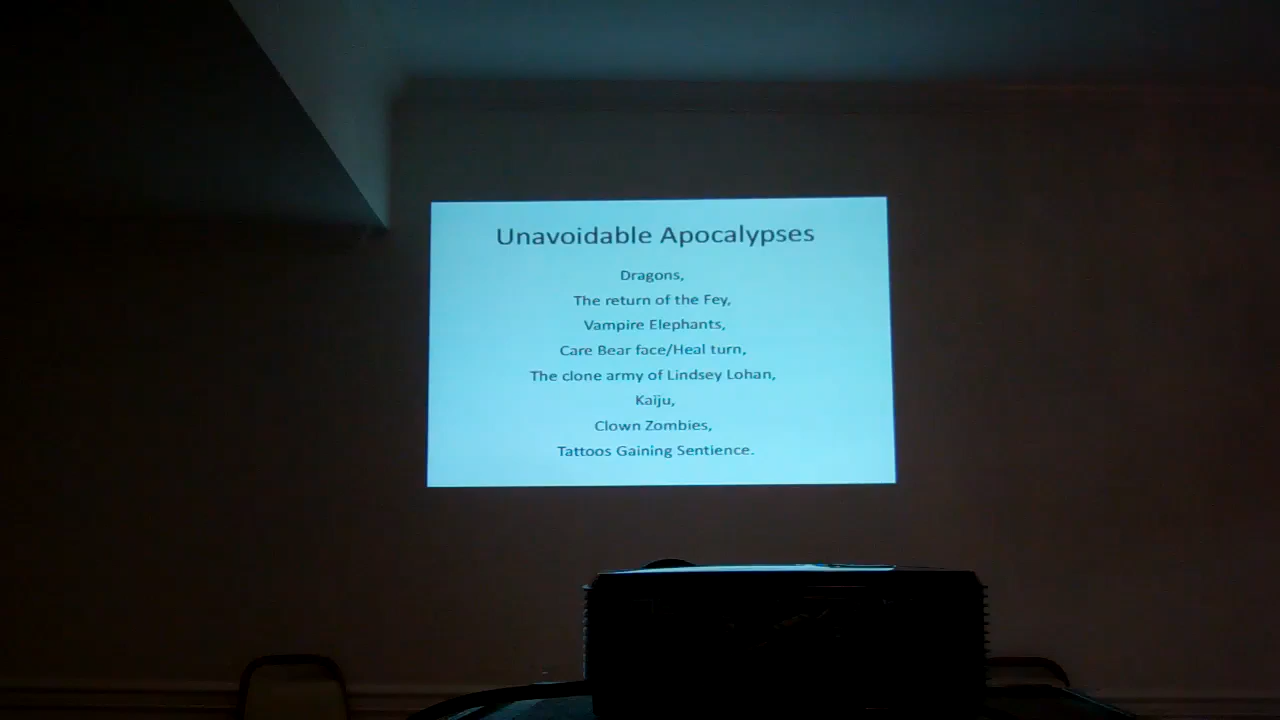 Unavoidable Apocalypses
Dragons,
The return of the Fey,
Vampire Elephants,
Care Bear face/Heal turn,
The clone army of Lindsey Lohan,
Kaiju,
Clown Zombies,
Tattoos Gaining Sentience.